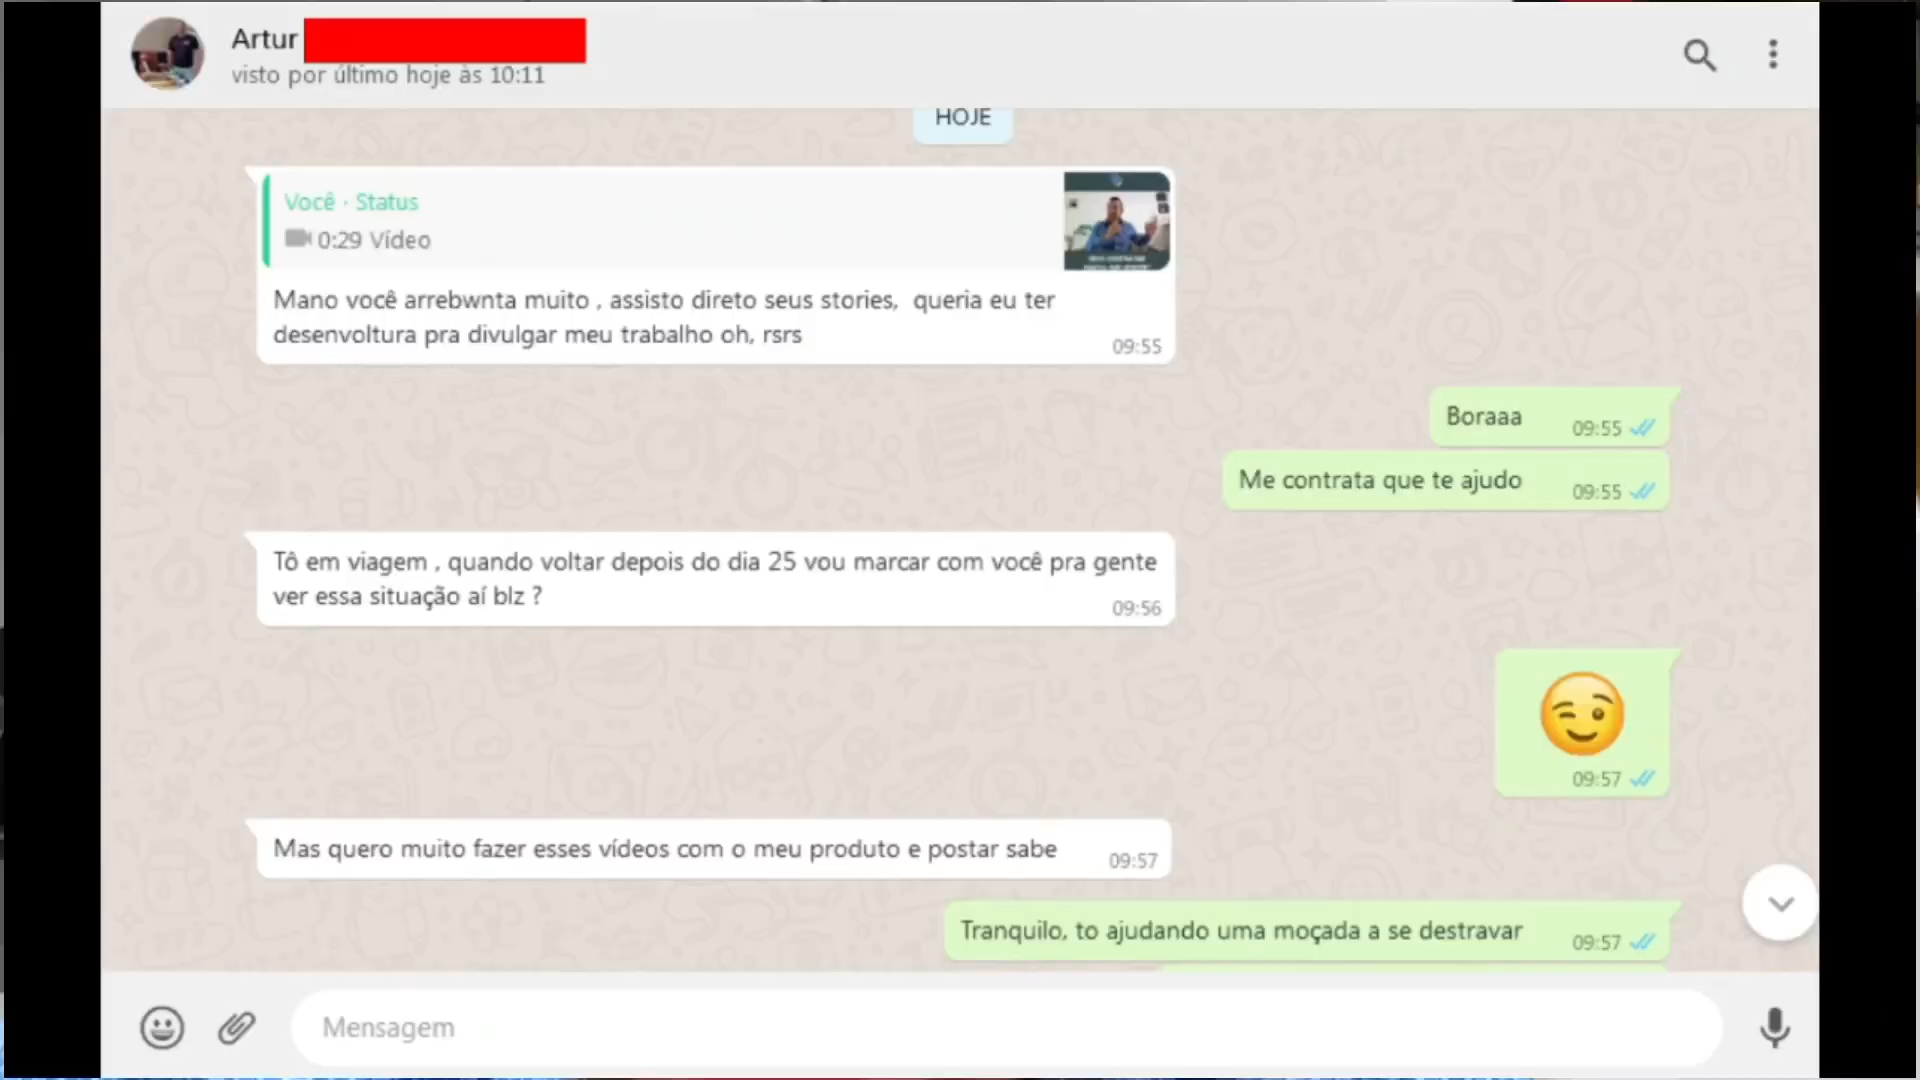 Artur
visto por último hoje às 10:11
HOJE
Você · Status
0:29 Vídeo
Mano você arrebwnta muito , assisto direto seus stories, queria eu ter
desenvoltura pra divulgar meu trabalho oh, rsrs
09:55
Boraaa
09:55
Me contrata que te ajudo
09:55
Tô em viagem , quando voltar depois do dia 25 vou marcar com você pra gente
ver essa situação aí blz ?
09:56
09:57
Mas quero muito fazer esses vídeos com o meu produto e postar sabe
09:57
Tranquilo, to ajudando uma moçada a se destravar
09:57
Mensagem